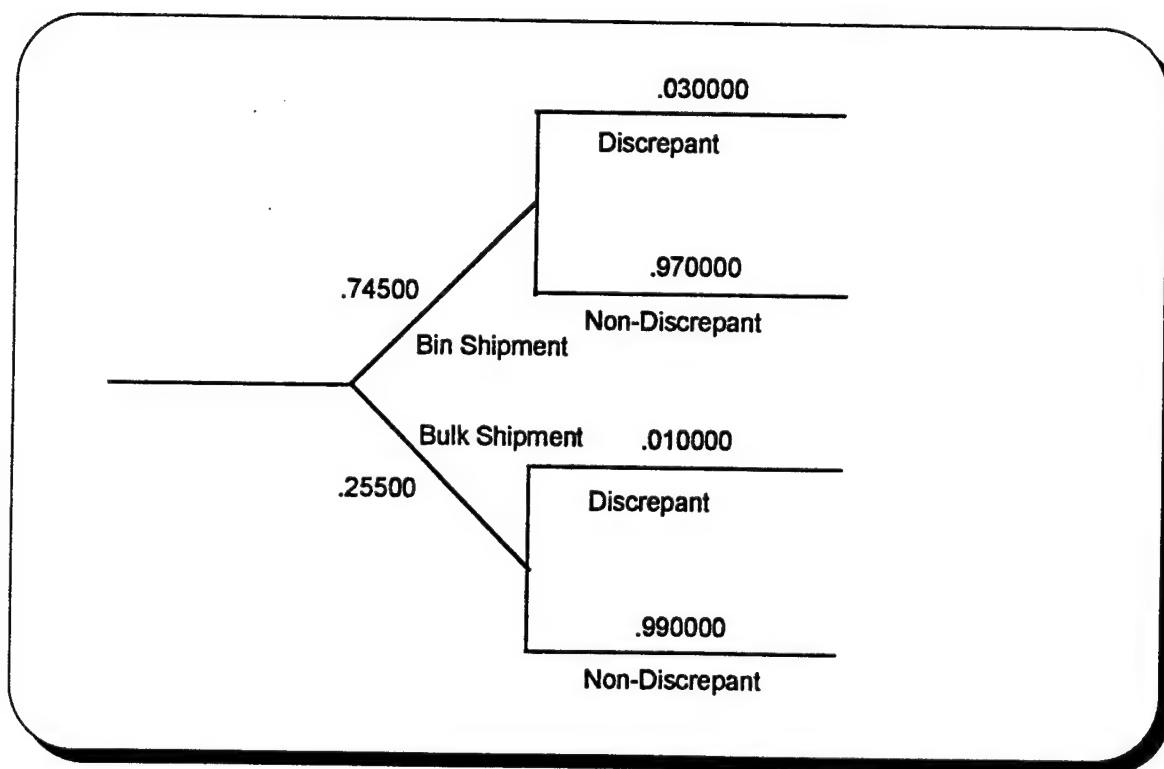 .030000
Discrepant
.970000
.74500
Non-Discrepant
Bin Shipment
Bulk Shipment
.010000
.25500
Discrepant
.990000
Non-Discrepant